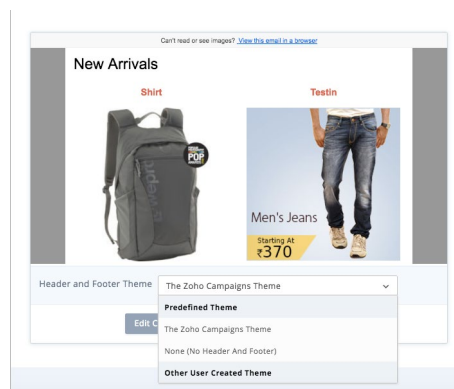 Can't read or see images? View this email in a browser
New Arrivals
Shirt
Testin
POP
Men's Jeans
Starting At
₹370
Header and Footer Theme
The Zoho Campaigns Theme
Predefined Theme
The Zoho Campaigns Theme
None (No Header And Footer)
Other User Created Theme
Edit C